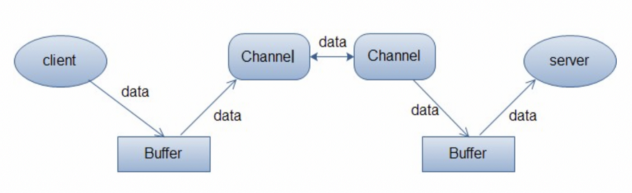 data
client
Channel
Channel
server
data
data
data
data
Buffer
Buffer